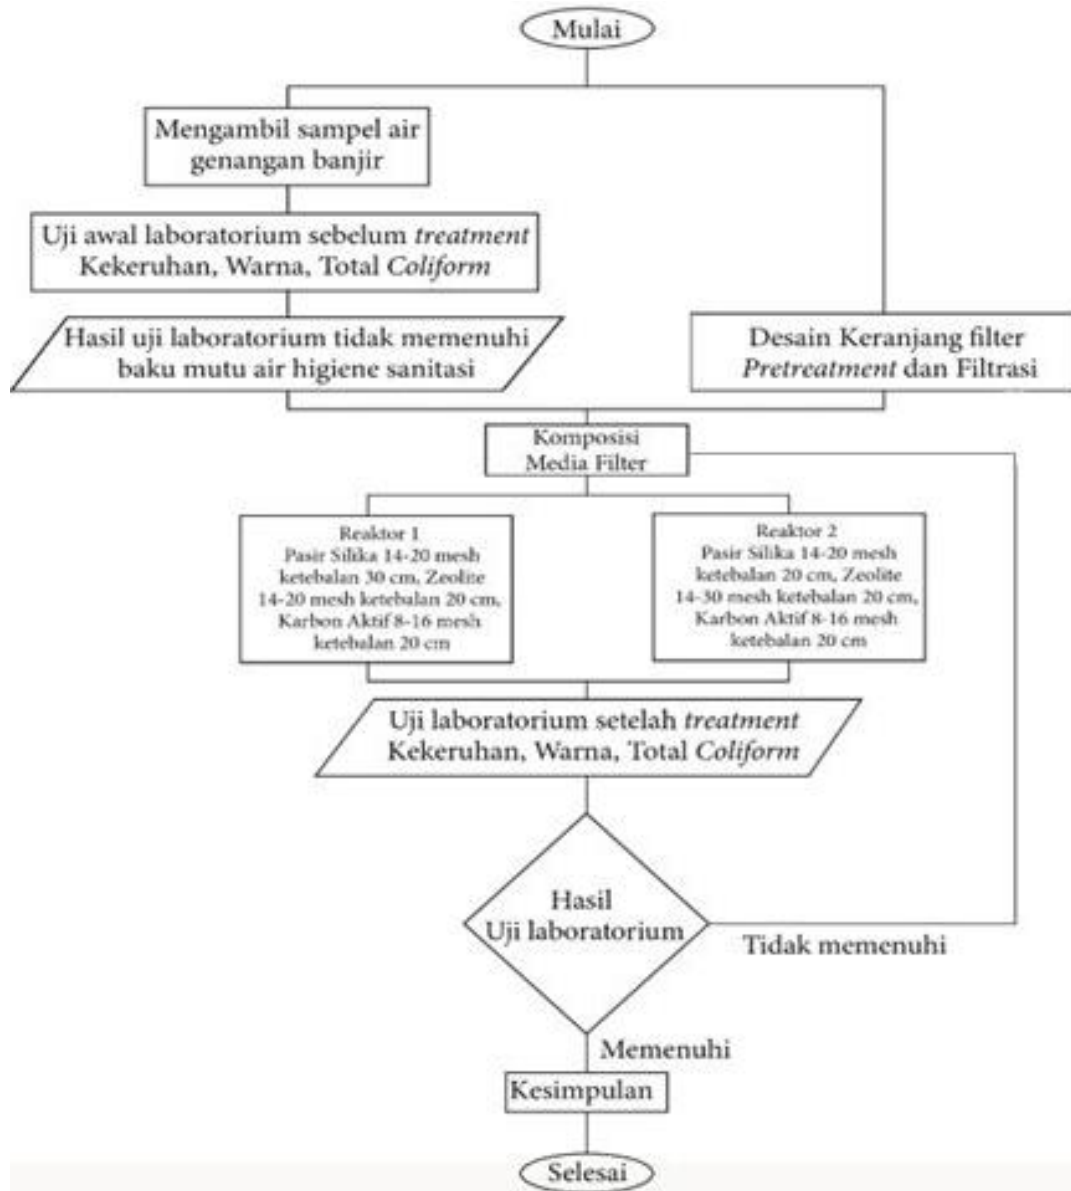 Mulai
Mengambil sampel air
genangan banjir
Uji awal laboratorium sebelum treatment
Kekeruhan, Warna, Total Coliform
Hasil uji laboratorium tidak memenuhi
baku mutu air higiene sanitasi
Desain Keranjang filter
Pretreatment dan Filtrasi
Komposisi
Media Filter
Reaktor 1
Pasir Silika 14-20 mesh
ketebalan 30 cm, Zeolite
14-20 mesh ketebalan 20 cm,
Karbon Aktif 8-16 mesh
ketebalan 20 cm
Reaktor 2
Pasir Silika 14-20 mesh
ketebalan 20 cm, Zeolite
14-30 mesh ketebalan 20 cm,
Karbon Aktif 8-16 mesh
ketebalan 20 cm
Uji laboratorium setelah treatment
Kekeruhan, Warna, Total Coliform
Hasil
Uji laboratorium
Tidak memenuhi
Memenuhi
Kesimpulan
Selesai